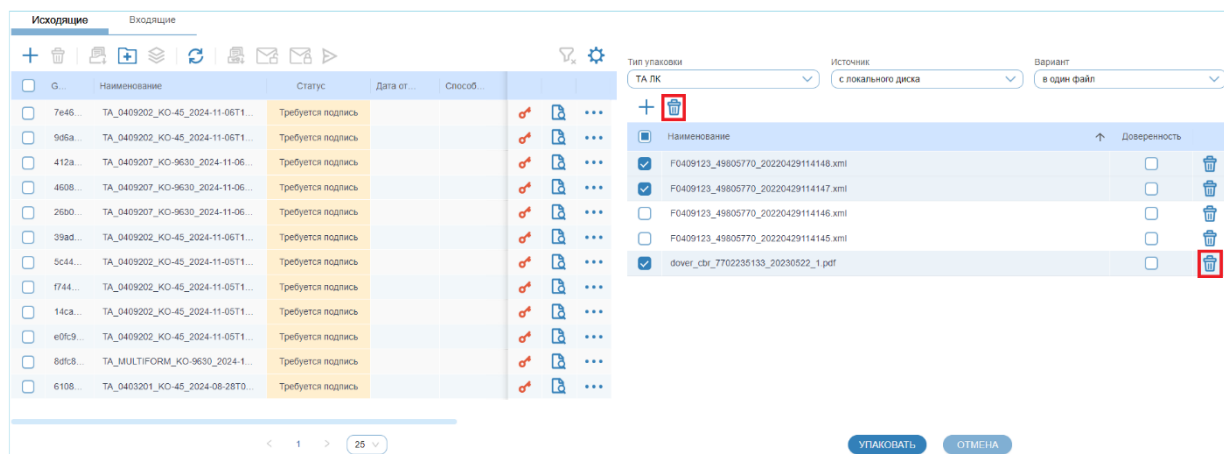 Исходящие Входящие
Тип упаковки Источник Вариант
ТА ЛК с локального диска в один файл
G... Наименование Статус Дата от... Способ...
7e46... TA_0409202_KO-45_2024-11-06T1... Требуется подпись
9d6a... TA_0409202_KO-45_2024-11-06T1... Требуется подпись
412a... TA_0409207_KO-9630_2024-11-06... Требуется подпись
4608... TA_0409207_KO-9630_2024-11-06... Требуется подпись
26b0... TA_0409207_KO-9630_2024-11-06... Требуется подпись
39ad... TA_0409202_KO-45_2024-11-06T1... Требуется подпись
5c44... TA_0409202_KO-45_2024-11-05T1... Требуется подпись
f744... TA_0409202_KO-45_2024-11-05T1... Требуется подпись
14ca... TA_0409202_KO-45_2024-11-05T1... Требуется подпись
e0fc9... TA_0409202_KO-45_2024-11-05T1... Требуется подпись
8dfc8... TA_MULTIFORM_KO-9630_2024-1... Требуется подпись
6108... TA_0403201_KO-45_2024-08-28T0... Требуется подпись
< 1 > 25
Наименование Доверенность
F0409123_49805770_20220429114148.xml
F0409123_49805770_20220429114147.xml
F0409123_49805770_20220429114146.xml
F0409123_49805770_20220429114145.xml
dover_cbr_7702235133_20230522_1.pdf
УПАКОВАТЬ ОТМЕНА